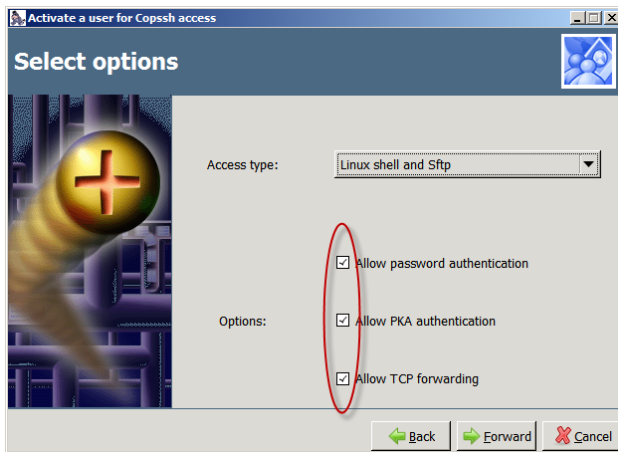 Activate a user for Copssh access
Select options
Access type: Linux shell and Sftp
Allow password authentication
Options: Allow PKA authentication
Allow TCP forwarding
Back Forward Cancel